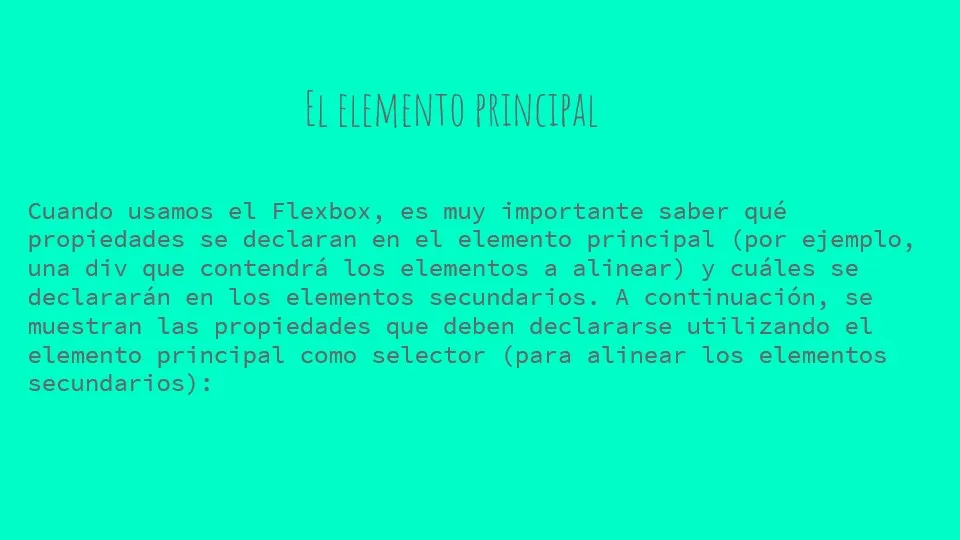 El elemento principal
Cuando usamos el Flexbox, es muy importante saber qué
propiedades se declaran en el elemento principal (por ejemplo,
una div que contendrá los elementos a alinear) y cuáles se
declararán en los elementos secundarios. A continuación, se
muestran las propiedades que deben declararse utilizando el
elemento principal como selector (para alinear los elementos
secundarios):